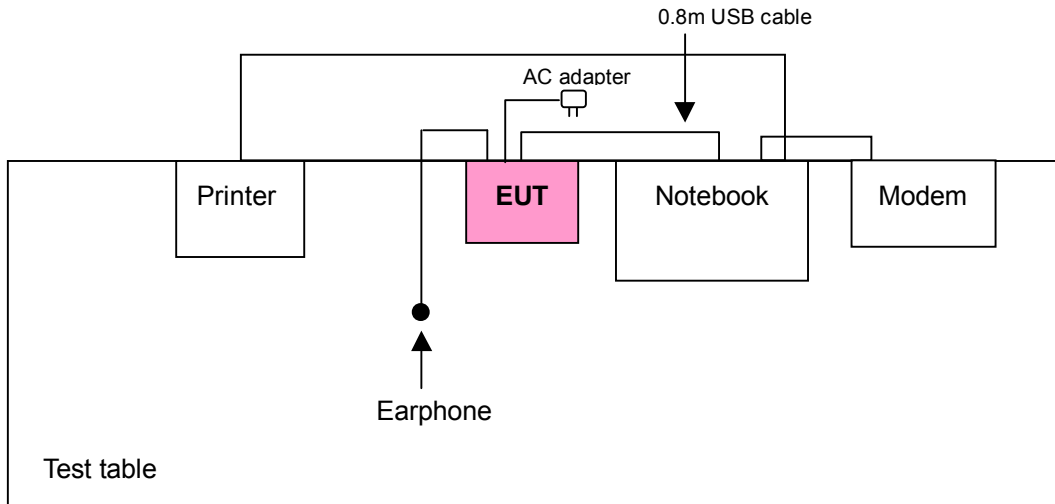 0.8m USB cable
AC adapter
Printer
EUT
Notebook
Modem
Earphone
Test table